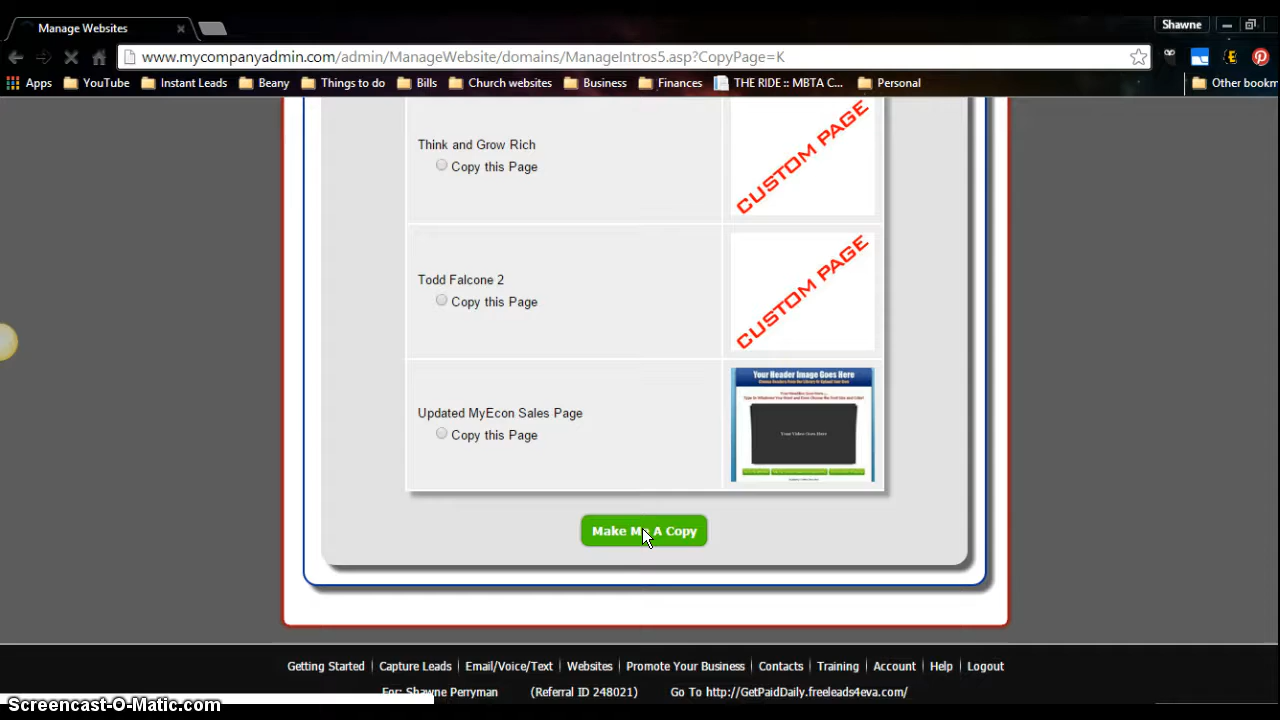 Manage Websites
Shawne
www.mycompanyadmin.com/admin/ManageWebsite/domains/ManageIntros5.asp?CopyPage=K
Apps YouTube Instant Leads Beany Things to do Bills Church websites Business Finances THE RIDE :: MBTA C... Personal Other bookm
Think and Grow Rich
Copy this Page
CUSTOM PAGE
Todd Falcone 2
Copy this Page
CUSTOM PAGE
Updated MyEcon Sales Page
Copy this Page
Your Header Image Goes Here
Your Video Goes Here
Make Me A Copy
Getting Started | Capture Leads | Email/Voice/Text | Websites | Promote Your Business | Contacts | Training | Account | Help | Logout
For: Shawne Perryman (Referral ID 248021) Go To http://GetPaidDaily.freeleads4eva.com/
Screencast-O-Matic.com